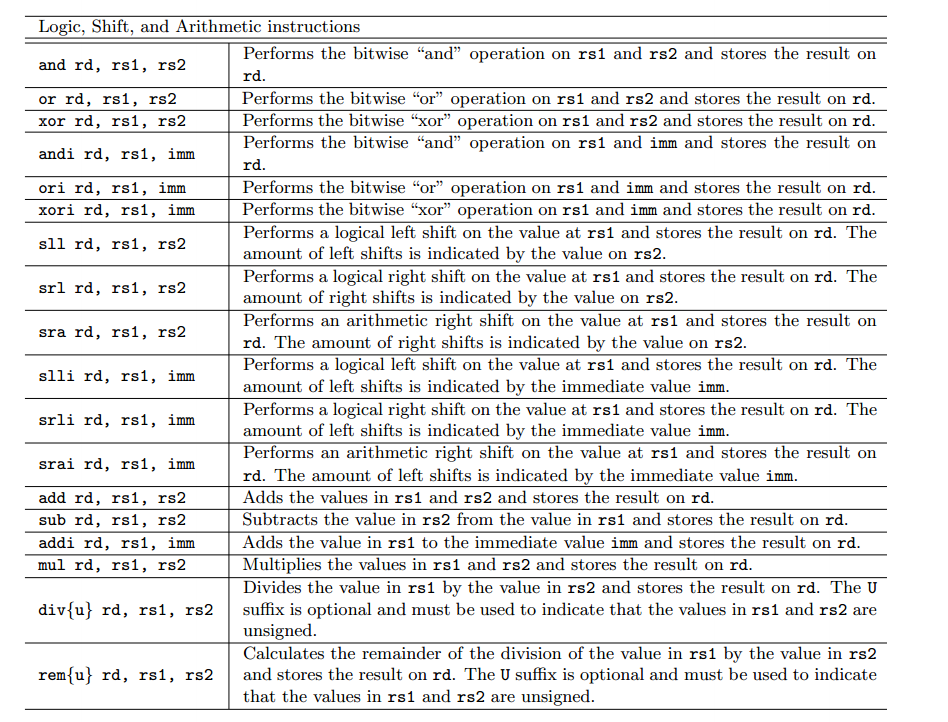 Logic, Shift, and Arithmetic instructions
and rd, rs1, rs2
Performs the bitwise “and” operation on rs1 and rs2 and stores the result on
rd.
or rd, rs1, rs2
Performs the bitwise “or” operation on rs1 and rs2 and stores the result on rd.
xor rd, rs1, rs2
Performs the bitwise “xor” operation on rs1 and rs2 and stores the result on rd.
andi rd, rs1, imm
Performs the bitwise “and” operation on rs1 and imm and stores the result on
rd.
ori rd, rs1, imm
Performs the bitwise “or” operation on rs1 and imm and stores the result on rd.
xori rd, rs1, imm
Performs the bitwise “xor” operation on rs1 and imm and stores the result on rd.
sll rd, rs1, rs2
Performs a logical left shift on the value at rs1 and stores the result on rd. The
amount of left shifts is indicated by the value on rs2.
srl rd, rs1, rs2
Performs a logical right shift on the value at rs1 and stores the result on rd. The
amount of right shifts is indicated by the value on rs2.
sra rd, rs1, rs2
Performs an arithmetic right shift on the value at rs1 and stores the result on
rd. The amount of right shifts is indicated by the value on rs2.
slli rd, rs1, imm
Performs a logical left shift on the value at rs1 and stores the result on rd. The
amount of left shifts is indicated by the immediate value imm.
srli rd, rs1, imm
Performs a logical right shift on the value at rs1 and stores the result on rd. The
amount of left shifts is indicated by the immediate value imm.
srai rd, rs1, imm
Performs an arithmetic right shift on the value at rs1 and stores the result on
rd. The amount of left shifts is indicated by the immediate value imm.
add rd, rs1, rs2
Adds the values in rs1 and rs2 and stores the result on rd.
sub rd, rs1, rs2
Subtracts the value in rs2 from the value in rs1 and stores the result on rd.
addi rd, rs1, imm
Adds the value in rs1 to the immediate value imm and stores the result on rd.
mul rd, rs1, rs2
Multiplies the values in rs1 and rs2 and stores the result on rd.
div{u} rd, rs1, rs2
Divides the value in rs1 by the value in rs2 and stores the result on rd. The U
suffix is optional and must be used to indicate that the values in rs1 and rs2 are
unsigned.
rem{u} rd, rs1, rs2
Calculates the remainder of the division of the value in rs1 by the value in rs2
and stores the result on rd. The U suffix is optional and must be used to indicate
that the values in rs1 and rs2 are unsigned.